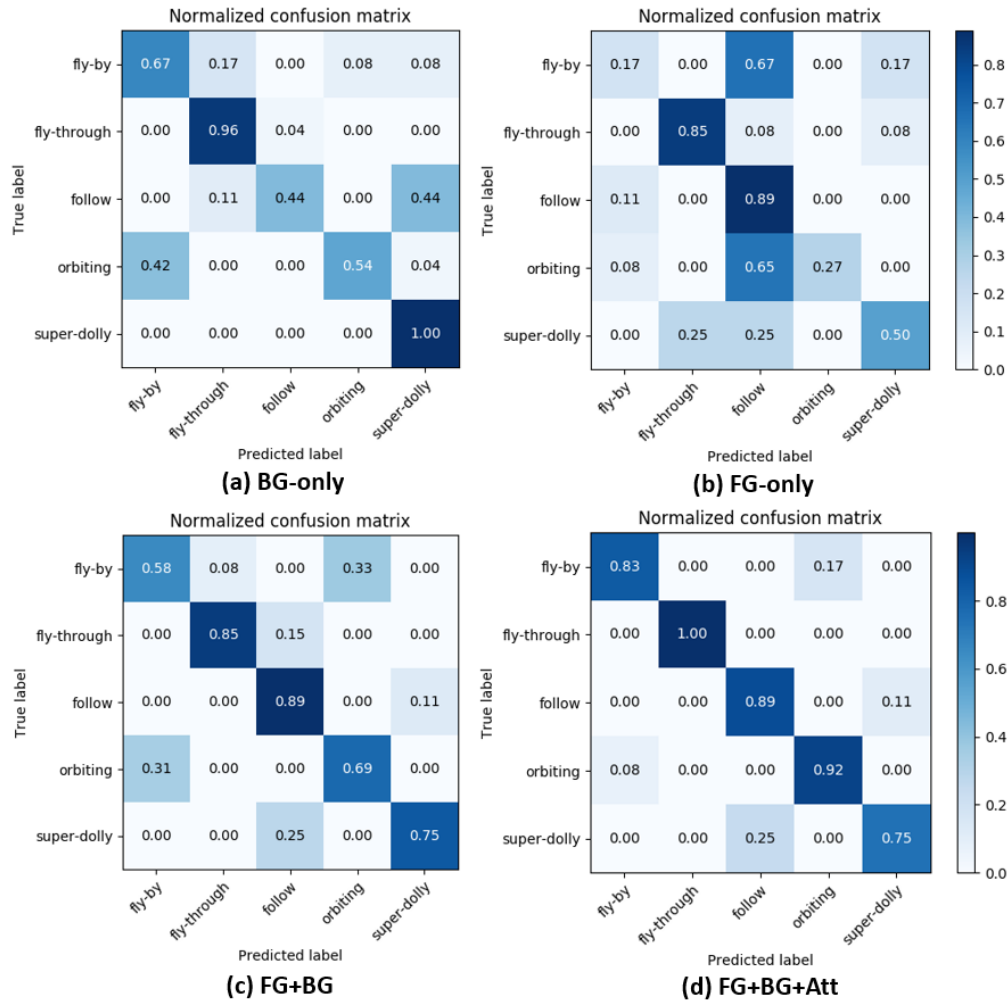 Normalized confusion matrix
True label
fly-by 0.67 0.17 0.00 0.08 0.08
fly-through 0.00 0.96 0.04 0.00 0.00
follow 0.00 0.11 0.44 0.00 0.44
orbiting 0.42 0.00 0.00 0.54 0.04
super-dolly 0.00 0.00 0.00 0.00 1.00
fly-by fly-through follow orbiting super-dolly
Predicted label
(a) BG-only
Normalized confusion matrix
True label
fly-by 0.17 0.00 0.67 0.00 0.17
fly-through 0.00 0.85 0.08 0.00 0.08
follow 0.11 0.00 0.89 0.00 0.00
orbiting 0.08 0.00 0.65 0.27 0.00
super-dolly 0.00 0.25 0.25 0.00 0.50
fly-by fly-through follow orbiting super-dolly
Predicted label
0.8
0.7
0.6
0.5
0.4
0.3
0.2
0.1
0.0
(b) FG-only
Normalized confusion matrix
True label
fly-by 0.58 0.08 0.00 0.33 0.00
fly-through 0.00 0.85 0.15 0.00 0.00
follow 0.00 0.00 0.89 0.00 0.11
orbiting 0.31 0.00 0.00 0.69 0.00
super-dolly 0.00 0.00 0.25 0.00 0.75
fly-by fly-through follow orbiting super-dolly
Predicted label
(c) FG+BG
Normalized confusion matrix
True label
fly-by 0.83 0.00 0.00 0.17 0.00
fly-through 0.00 1.00 0.00 0.00 0.00
follow 0.00 0.00 0.89 0.00 0.11
orbiting 0.08 0.00 0.00 0.92 0.00
super-dolly 0.00 0.00 0.25 0.00 0.75
fly-by fly-through follow orbiting super-dolly
Predicted label
0.8
0.6
0.4
0.2
0.0
(d) FG+BG+Att